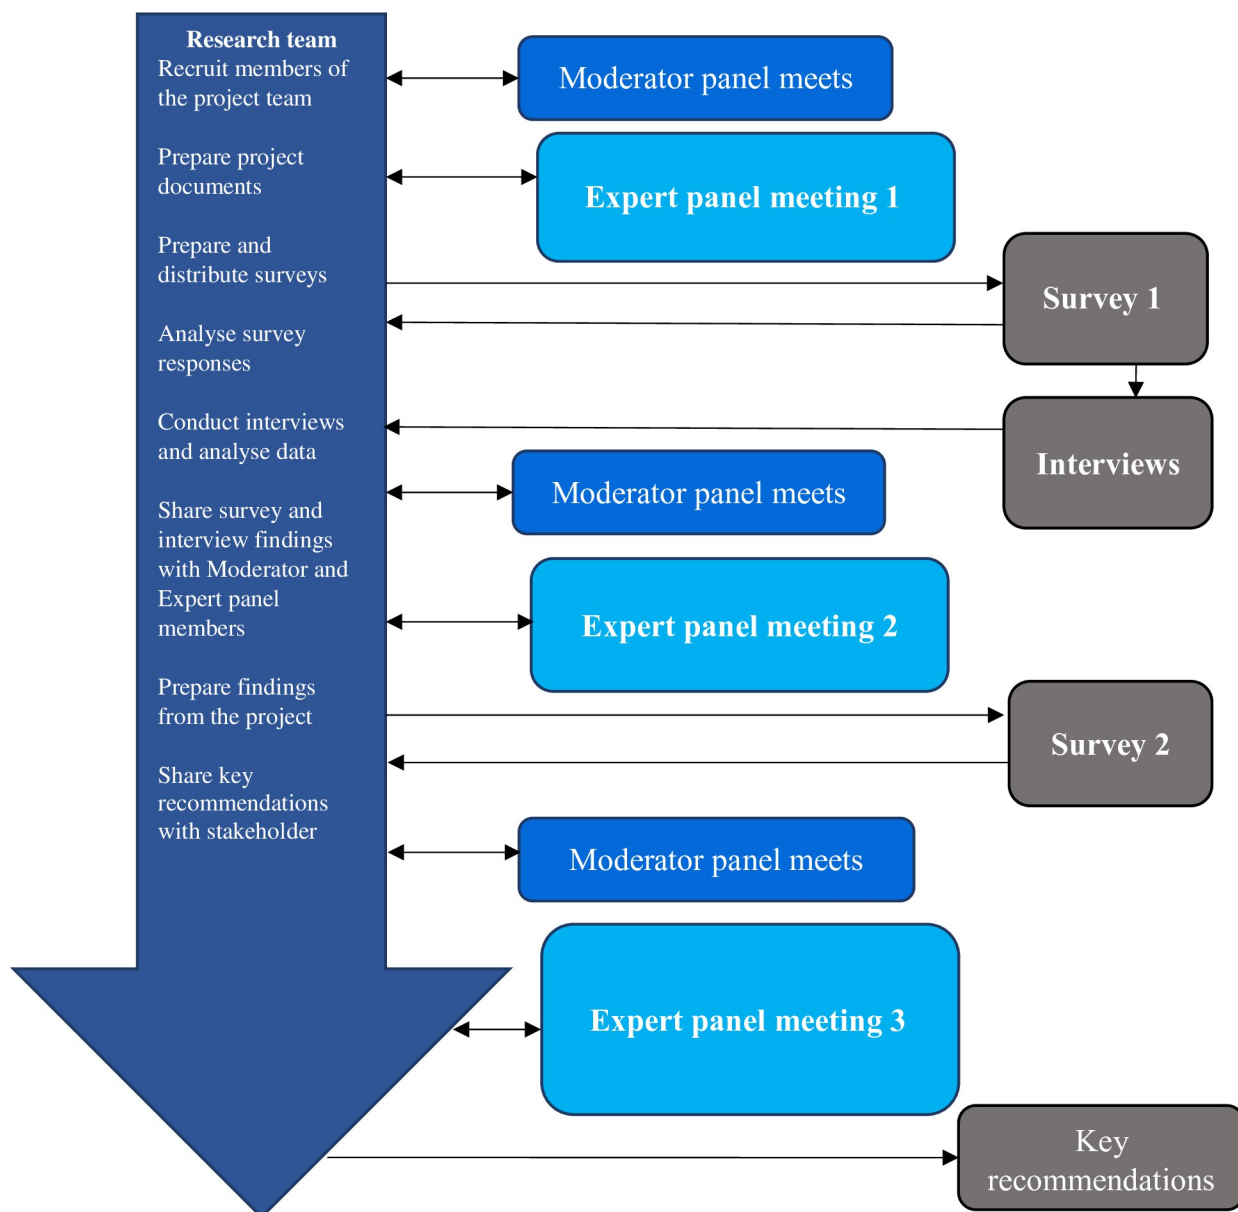 Research team
Recruit members of
the project team
Prepare project
documents
Prepare and
distribute surveys
Analyse survey
responses
Conduct interviews
and analyse data
Share survey and
interview findings
with Moderator and
Expert panel
members
Prepare findings
from the project
Share key
recommendations
with stakeholder
Moderator panel meets
Expert panel meeting 1
Survey 1
Interviews
Moderator panel meets
Expert panel meeting 2
Survey 2
Moderator panel meets
Expert panel meeting 3
Key
recommendations